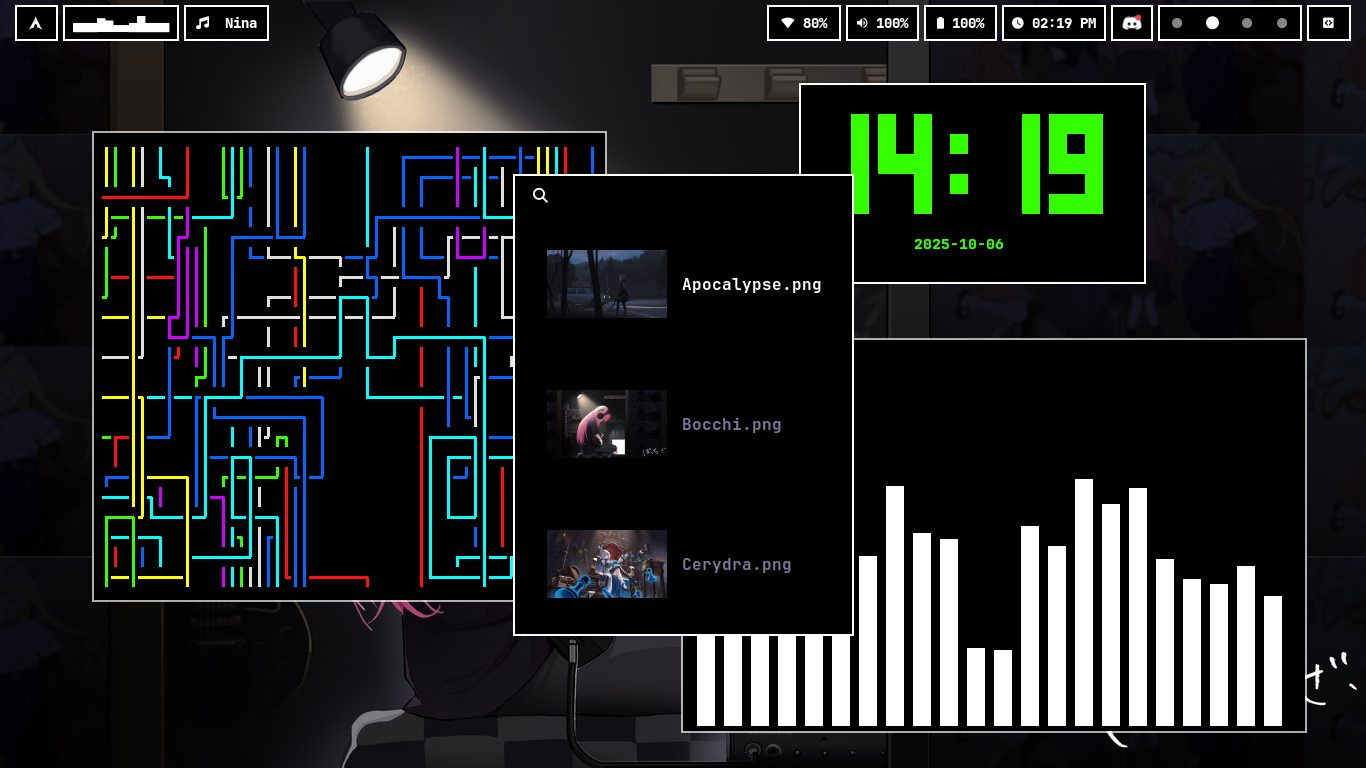 Nina
80%
100%
100%
02:19 PM
14:19
2025-10-06
Apocalypse.png
Bocchi.png
Cerydra.png